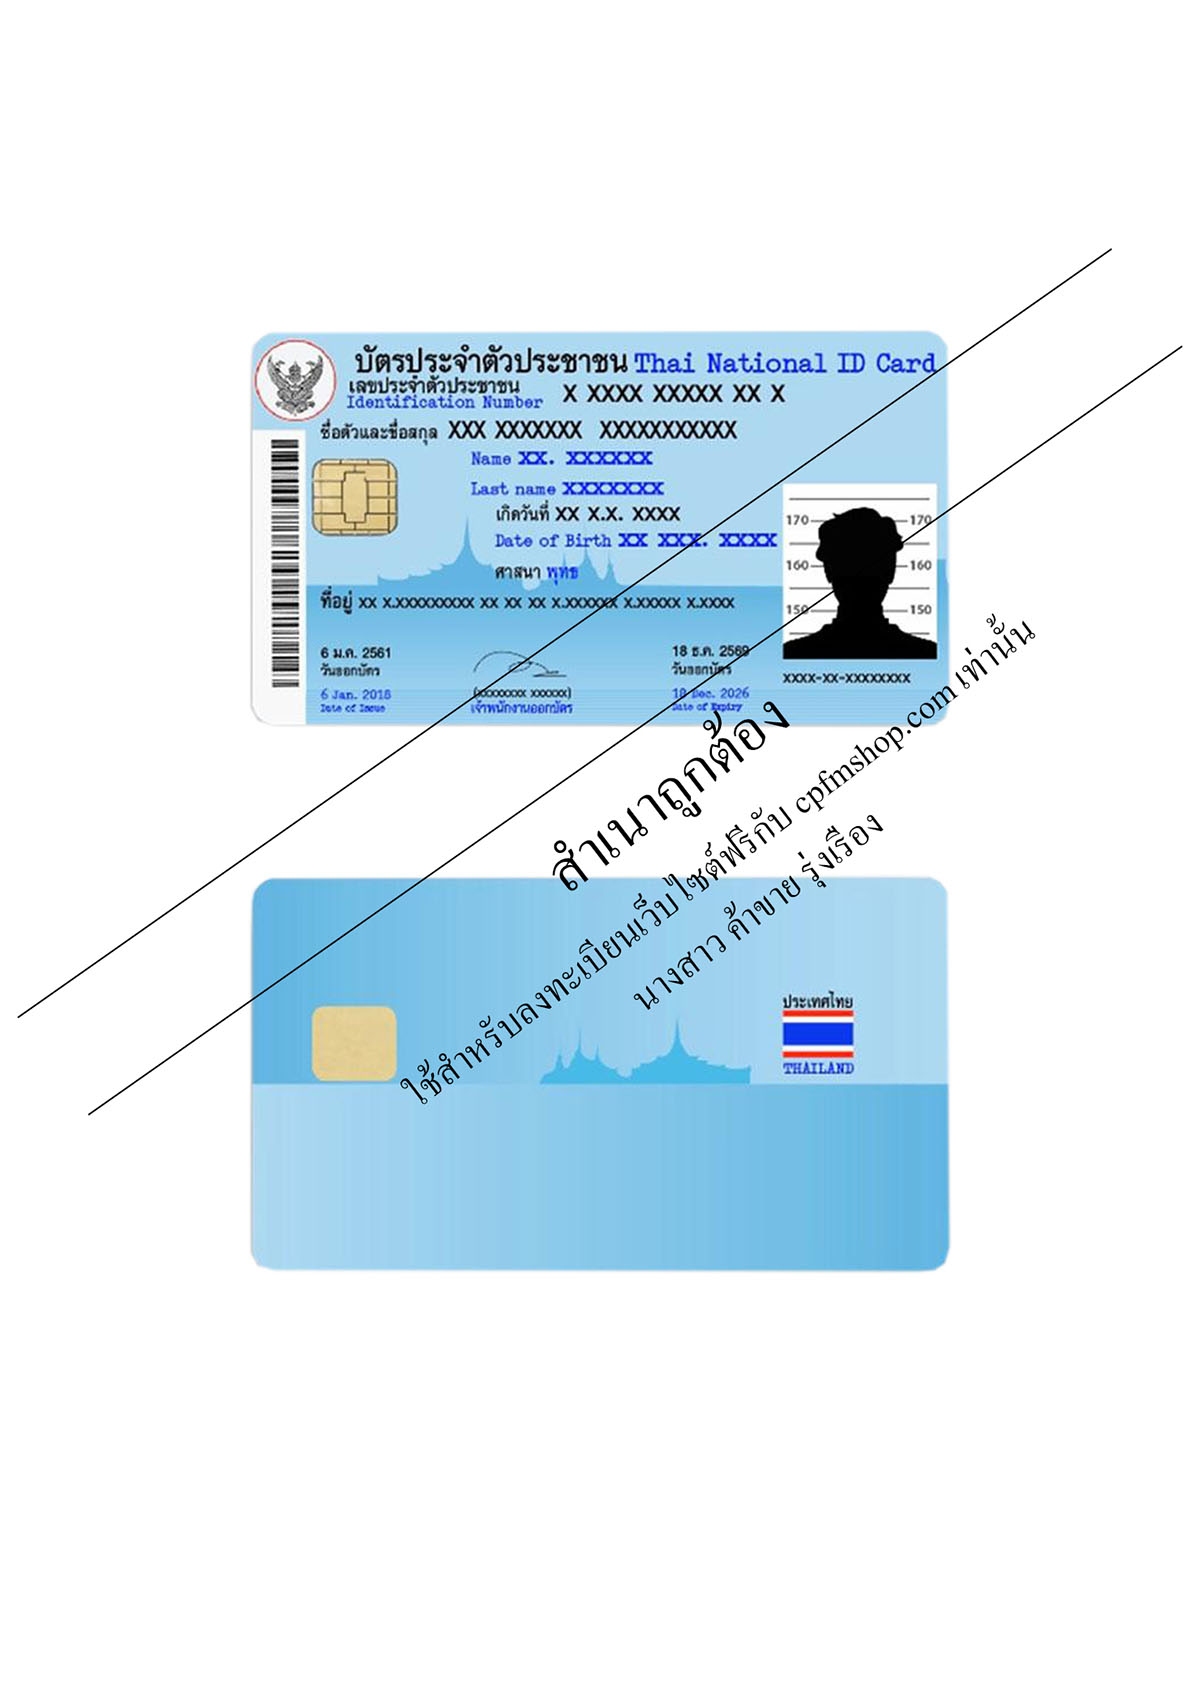 บัตรประจำตัวประชาชน Thai National ID Card
เลขประจำตัวประชาชน
Identification Number X XXXX XXXXX XX X
ชื่อตัวและชื่อสกุล XXX XXXXXXX XXXXXXXXXXX
Name XX. XXXXXX
Last name XXXXXXX
เกิดวันที่ XX X.X. XXXX
Date of Birth XX XXX. XXXX
ศาสนา พุทธ
ที่อยู่ XX X.XXXXXXXXX XX XX XX X.XXXXXX X.XXXXX X.XXXX
170 170
160 160
150 150
6 ม.ค. 2561
วันออกบัตร
6 Jan. 2018
Date of Issue
(XXXXXXXX XXXXXX)
เจ้าพนักงานออกบัตร
18 ธ.ค. 2569
วันออกบัตร
18 Dec. 2026
Date of Expiry
XXXX-XX-XXXXXXXX
สำเนาถูกต้อง
ใช้สำหรับลงทะเบียนเว็บไซต์ฟรีกับ cpfmshop.com เท่านั้น
นางสาว ค้าขาย รุ่งเรือง
ประเทศไทย
THAILAND